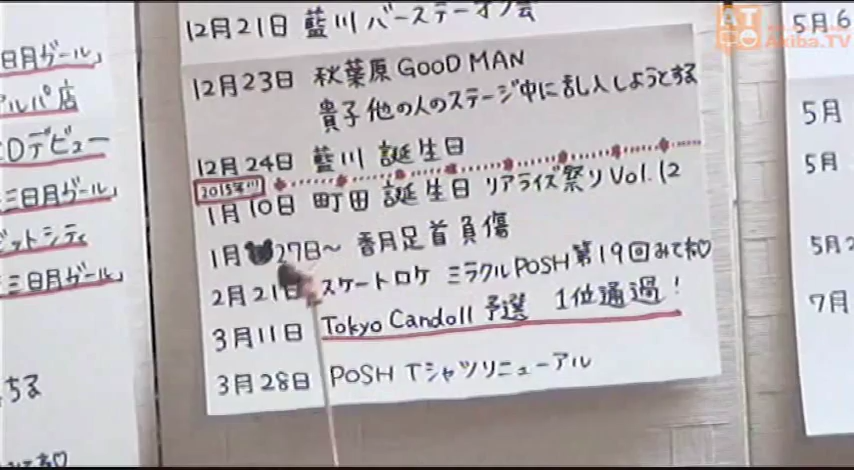 日月ガール」
アルパ店
CDデビュー
三日月ガール」
ビットシティ
三日月ガール」
ちる
12月21日 藍川 バースデーオフ会
12月23日 秋葉原 GOOD MAN
貴子他の人のステージ中に乱入しようとする
12月24日 藍川 誕生日
2015年!!!
1月10日 町田 誕生日 リアライズ祭り Vol.12
1月 27日〜 香月足首負傷
2月21日 スケートロケ ミラクルPOSH第19回みてね♡
3月11日 Tokyo Candoll 予選 1位通過!
3月28日 POSH Tシャツリニューアル
AT
Akiba.TV
5月6
5月
5月
5月2
7月